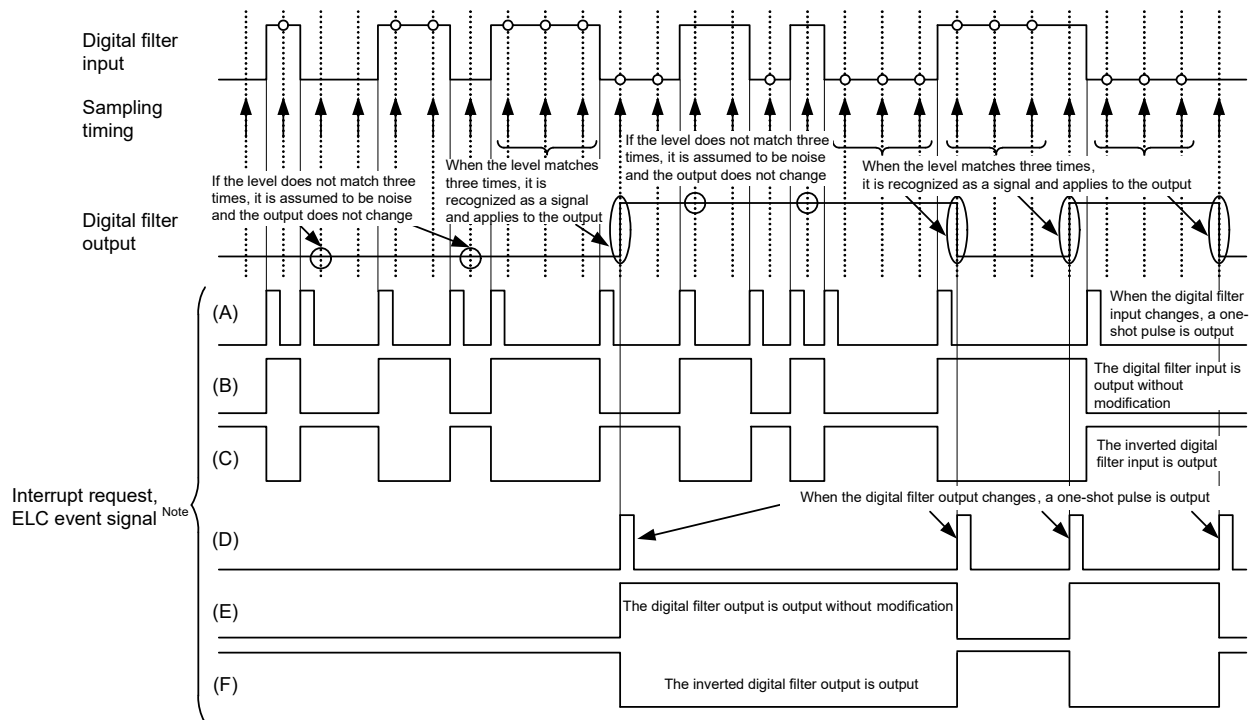 Digital filter
input
Sampling
timing
If the level does not match three
times, it is assumed to be noise
and the output does not change
When the level matches
three times, it is
recognized as a signal
and applies to the output
If the level does not match three
times, it is assumed to be noise
and the output does not change
When the level matches three times,
it is recognized as a signal and applies to the output
Digital filter
output
(A)
When the digital filter
input changes, a one-
shot pulse is output
(B)
The digital filter input is
output without
modification
(C)
The inverted digital
filter input is output
Interrupt request,
ELC event signal Note
When the digital filter output changes, a one-shot pulse is output
(D)
(E)
The digital filter output is output without modification
(F)
The inverted digital filter output is output